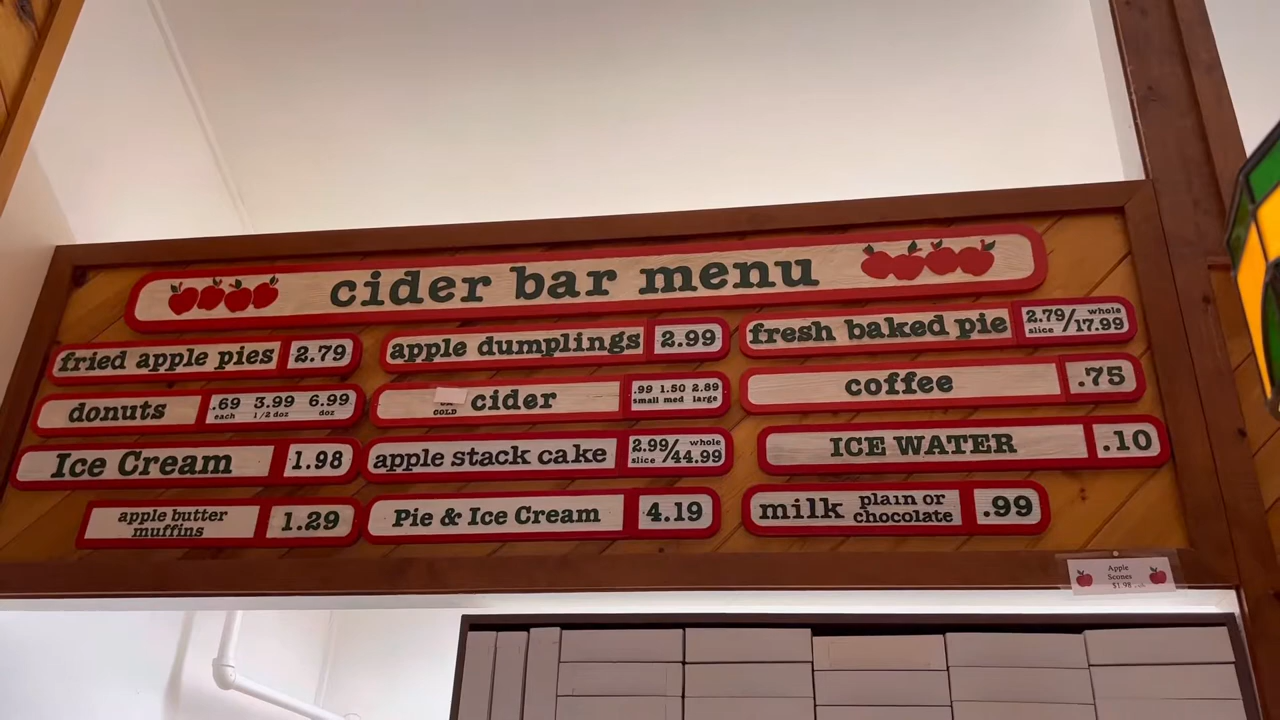 cider bar menu
fried apple pies 2.79
apple dumplings 2.99
fresh baked pie 2.79/17.99
slice whole
donuts .69 3.99 6.99
each 1/2 doz doz
COLD cider .99 1.50 2.89
small med large
coffee .75
Ice Cream 1.98
apple stack cake 2.99/44.99
slice whole
ICE WATER .10
apple butter
muffins
1.29
Pie & Ice Cream 4.19
milk plain or
chocolate
.99
Apple
Scones
$1.98